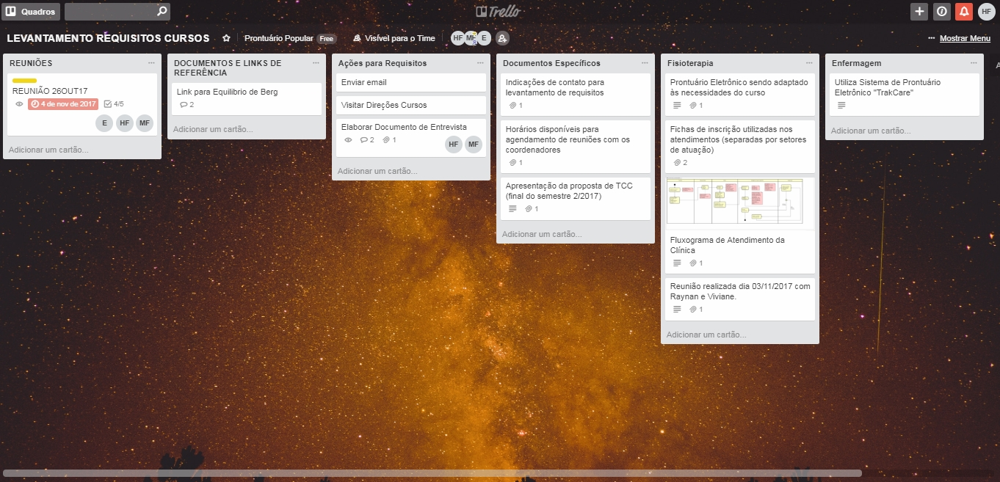 Quadros
Trello
HF
LEVANTAMENTO REQUISITOS CURSOS
Prontuário Popular
Free
Visível para o Time
HF
MF
E
Mostrar Menu
REUNIÕES
REUNIÃO 26OUT17
4 de nov de 2017
4/5
E
HF
MF
Adicionar um cartão...
DOCUMENTOS E LINKS DE
REFERÊNCIA
Link para Equilibrio de Berg
2
Adicionar um cartão...
Ações para Requisitos
Enviar email
Visitar Direções Cursos
Elaborar Documento de Entrevista
2
1
HF
MF
Adicionar um cartão...
Documentos Específicos
Indicações de contato para
levantamento de requisitos
1
Horários disponíveis para
agendamento de reuniões com os
coordenadores
1
Apresentação da proposta de TCC
(final do semestre 2/2017)
1
Adicionar um cartão...
Fisioterapia
Prontuário Eletrônico sendo adaptado
às necessidades do curso
1
Fichas de inscrição utilizadas nos
atendimentos (separadas por setores
de atuação)
2
Fluxograma de Atendimento da
Clínica
1
Reunião realizada dia 03/11/2017 com
Raynan e Viviane.
1
Adicionar um cartão...
Enfermagem
Utiliza Sistema de Prontuário
Eletrônico "TrakCare"
Adicionar um cartão...